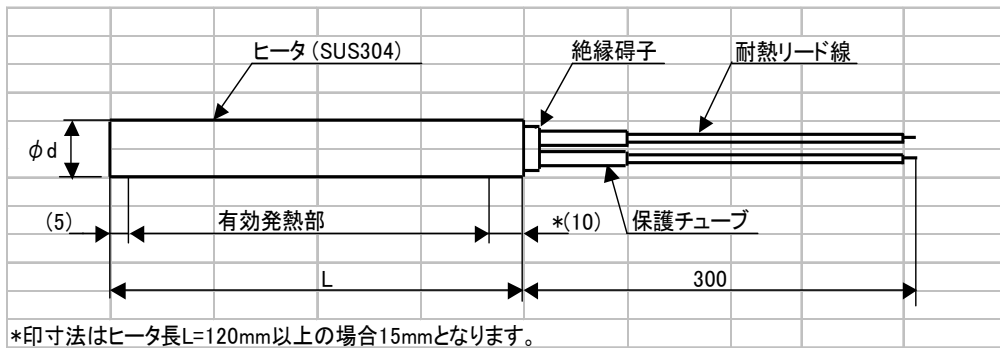 ヒータ(SUS304)
絶縁碍子
耐熱リード線
φd
(5)
有効発熱部
*(10)
保護チューブ
L
300
*印寸法はヒータ長L=120mm以上の場合15mmとなります。